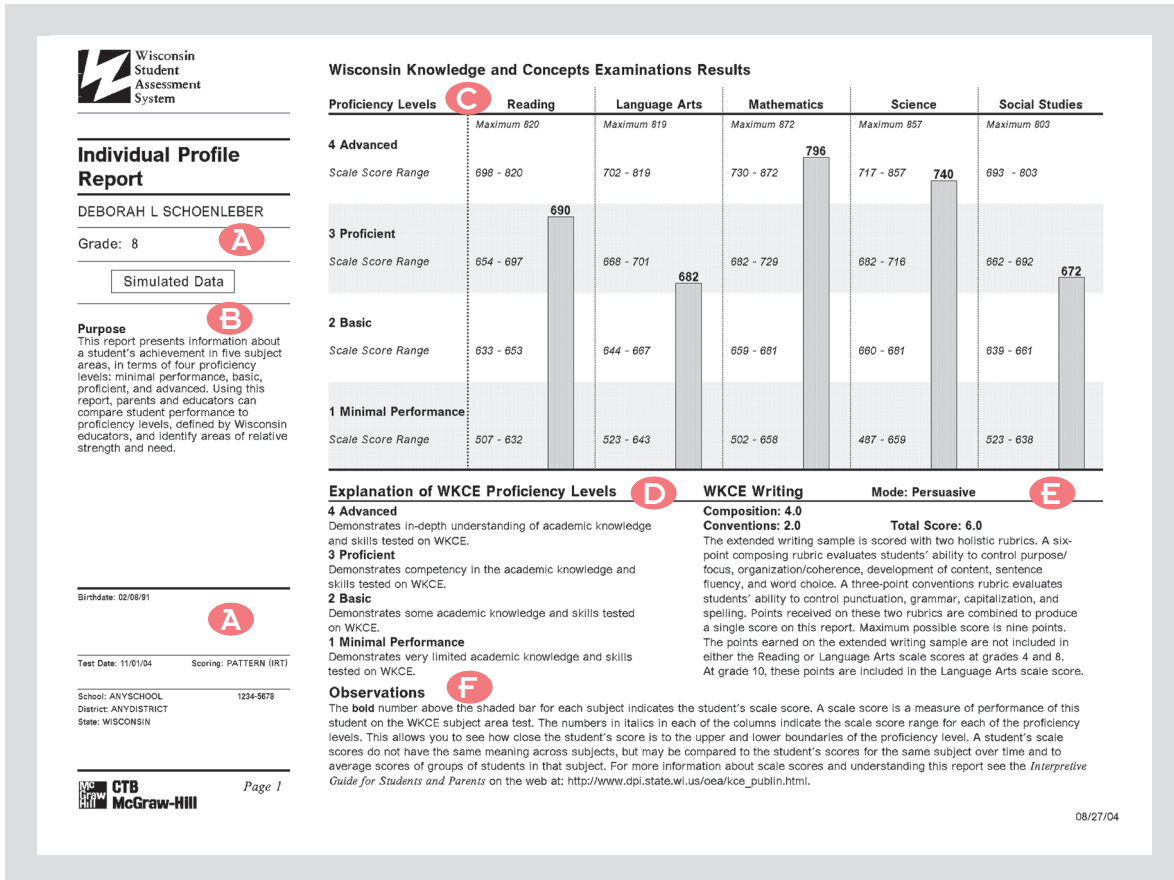 Wisconsin
Student
Assessment
System
Individual Profile
Report
DEBORAH L SCHOENLEBER
Grade: 8
A
Simulated Data
B
Purpose
This report presents information about
a student's achievement in five subject
areas, in terms of four proficiency
levels: minimal performance, basic,
proficient, and advanced. Using this
report, parents and educators can
compare student performance to
proficiency levels, defined by Wisconsin
educators, and identify areas of relative
strength and need.
Birthdate: 02/08/91
A
Test Date: 11/01/04 Scoring: PATTERN (IRT)
School: ANYSCHOOL 1234-5678
District: ANYDISTRICT
State: WISCONSIN
Mc
Graw
Hill
CTB
McGraw-Hill
Page 1
Wisconsin Knowledge and Concepts Examinations Results
Proficiency Levels C Reading Language Arts Mathematics Science Social Studies
Maximum 820 Maximum 819 Maximum 872 Maximum 857 Maximum 803
4 Advanced
796
Scale Score Range 698 - 820 702 - 819 730 - 872 717 - 857 740 693 - 803
690
3 Proficient
Scale Score Range 654 - 697 668 - 701 682 - 729 682 - 716 662 - 692
682 672
2 Basic
Scale Score Range 633 - 653 644 - 667 659 - 681 660 - 681 639 - 661
1 Minimal Performance
Scale Score Range 507 - 632 523 - 643 502 - 658 487 - 659 523 - 638
Explanation of WKCE Proficiency Levels D
4 Advanced
Demonstrates in-depth understanding of academic knowledge
and skills tested on WKCE.
3 Proficient
Demonstrates competency in the academic knowledge and
skills tested on WKCE.
2 Basic
Demonstrates some academic knowledge and skills tested
on WKCE.
1 Minimal Performance
Demonstrates very limited academic knowledge and skills
tested on WKCE.
WKCE Writing Mode: Persuasive E
Composition: 4.0
Conventions: 2.0 Total Score: 6.0
The extended writing sample is scored with two holistic rubrics. A six-
point composing rubric evaluates students' ability to control purpose/
focus, organization/coherence, development of content, sentence
fluency, and word choice. A three-point conventions rubric evaluates
students' ability to control punctuation, grammar, capitalization, and
spelling. Points received on these two rubrics are combined to produce
a single score on this report. Maximum possible score is nine points.
The points earned on the extended writing sample are not included in
either the Reading or Language Arts scale scores at grades 4 and 8.
At grade 10, these points are included in the Language Arts scale score.
Observations F
The bold number above the shaded bar for each subject indicates the student's scale score. A scale score is a measure of performance of this
student on the WKCE subject area test. The numbers in italics in each of the columns indicate the scale score range for each of the proficiency
levels. This allows you to see how close the student's score is to the upper and lower boundaries of the proficiency level. A student's scale
scores do not have the same meaning across subjects, but may be compared to the student's scores for the same subject over time and to
average scores of groups of students in that subject. For more information about scale scores and understanding this report see the Interpretive
Guide for Students and Parents on the web at: http://www.dpi.state.wi.us/oea/kce_publin.html.
08/27/04